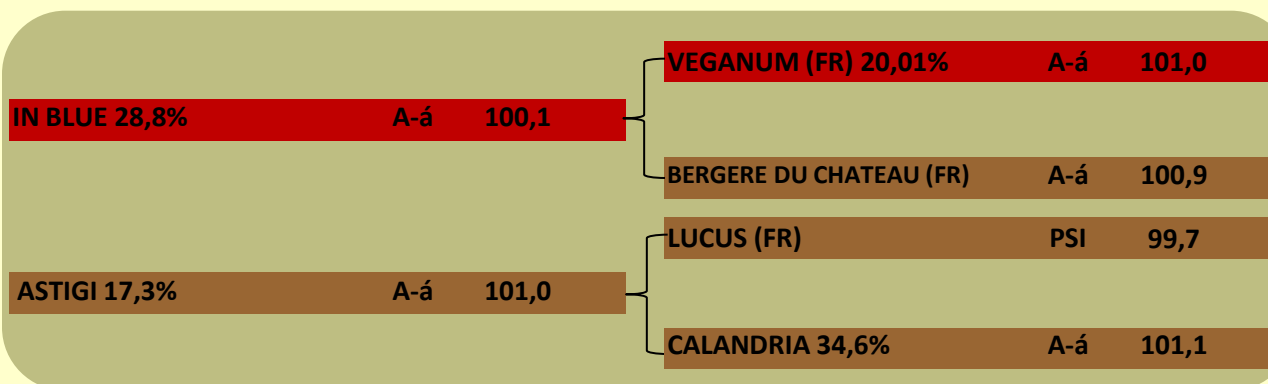 VEGANUM (FR) 20,01% A-á 101,0
IN BLUE 28,8% A-á 100,1
BERGERE DU CHATEAU (FR) A-á 100,9
LUCUS (FR) PSI 99,7
ASTIGI 17,3% A-á 101,0
CALANDRIA 34,6% A-á 101,1